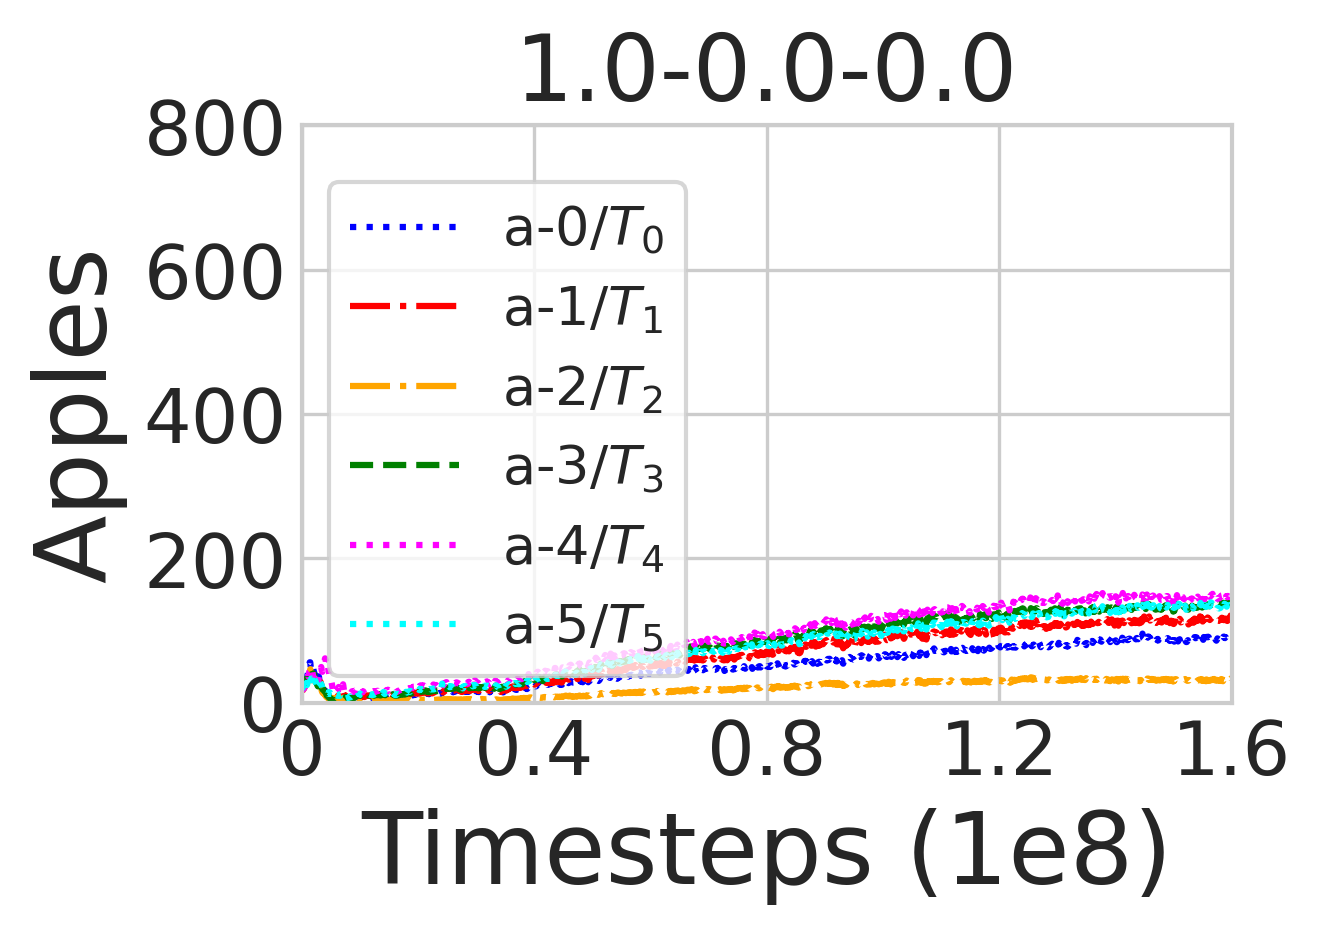 1.0-0.0-0.0
800
600
400
200
0
Apples
a-0/T₀
a-1/T₁
a-2/T₂
a-3/T₃
a-4/T₄
a-5/T₅
0 0.4 0.8 1.2 1.6
Timesteps (1e8)